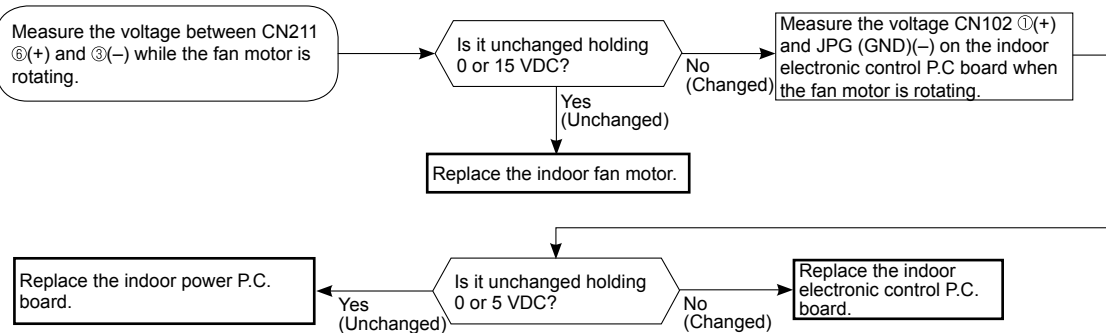 Measure the voltage between CN211
⑥(+) and ③(–) while the fan motor is
rotating.
Is it unchanged holding
0 or 15 VDC?
No
(Changed)
Measure the voltage CN102 ①(+)
and JPG (GND)(–) on the indoor
electronic control P.C board when
the fan motor is rotating.
Yes
(Unchanged)
Replace the indoor fan motor.
Replace the indoor power P.C.
board.
Yes
(Unchanged)
Is it unchanged holding
0 or 5 VDC?
No
(Changed)
Replace the indoor
electronic control P.C.
board.